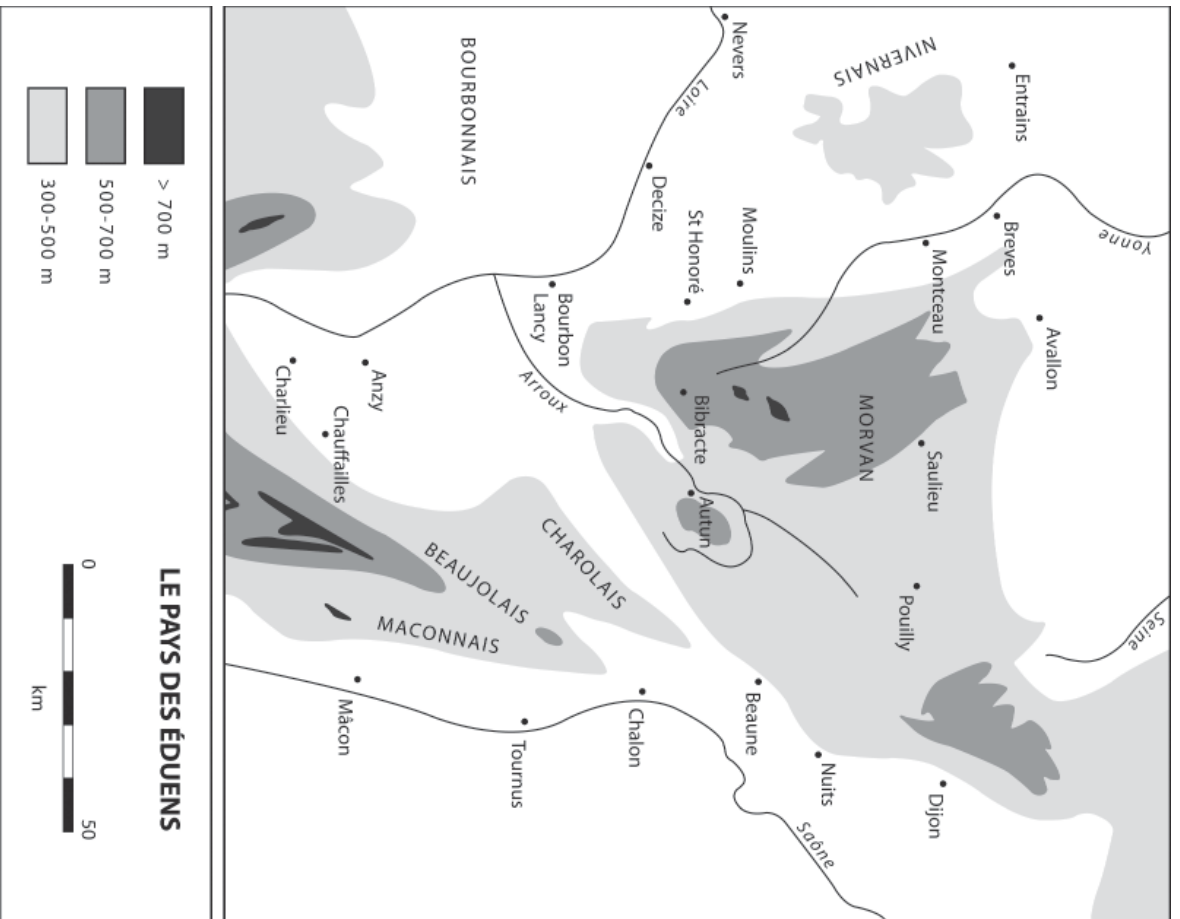 Entrains
NIVERNAIS
Nevers
Loire
BOURBONNAIS
Yonne
Breves
Montceau
Avallon
Moulins
St Honoré
Decize
Bourbon
Lancy
Arroux
MORVAN
Saulieu
Bibracte
Autun
Anzy
Charlieu
Chauffailles
CHAROLAIS
BEAUJOLAIS
MACONNAIS
Pouilly
Seine
Beaune
Nuits
Dijon
Chalon
Tournus
Mâcon
Saône
> 700 m
500-700 m
300-500 m
LE PAYS DES ÉDUENS
0 50
km